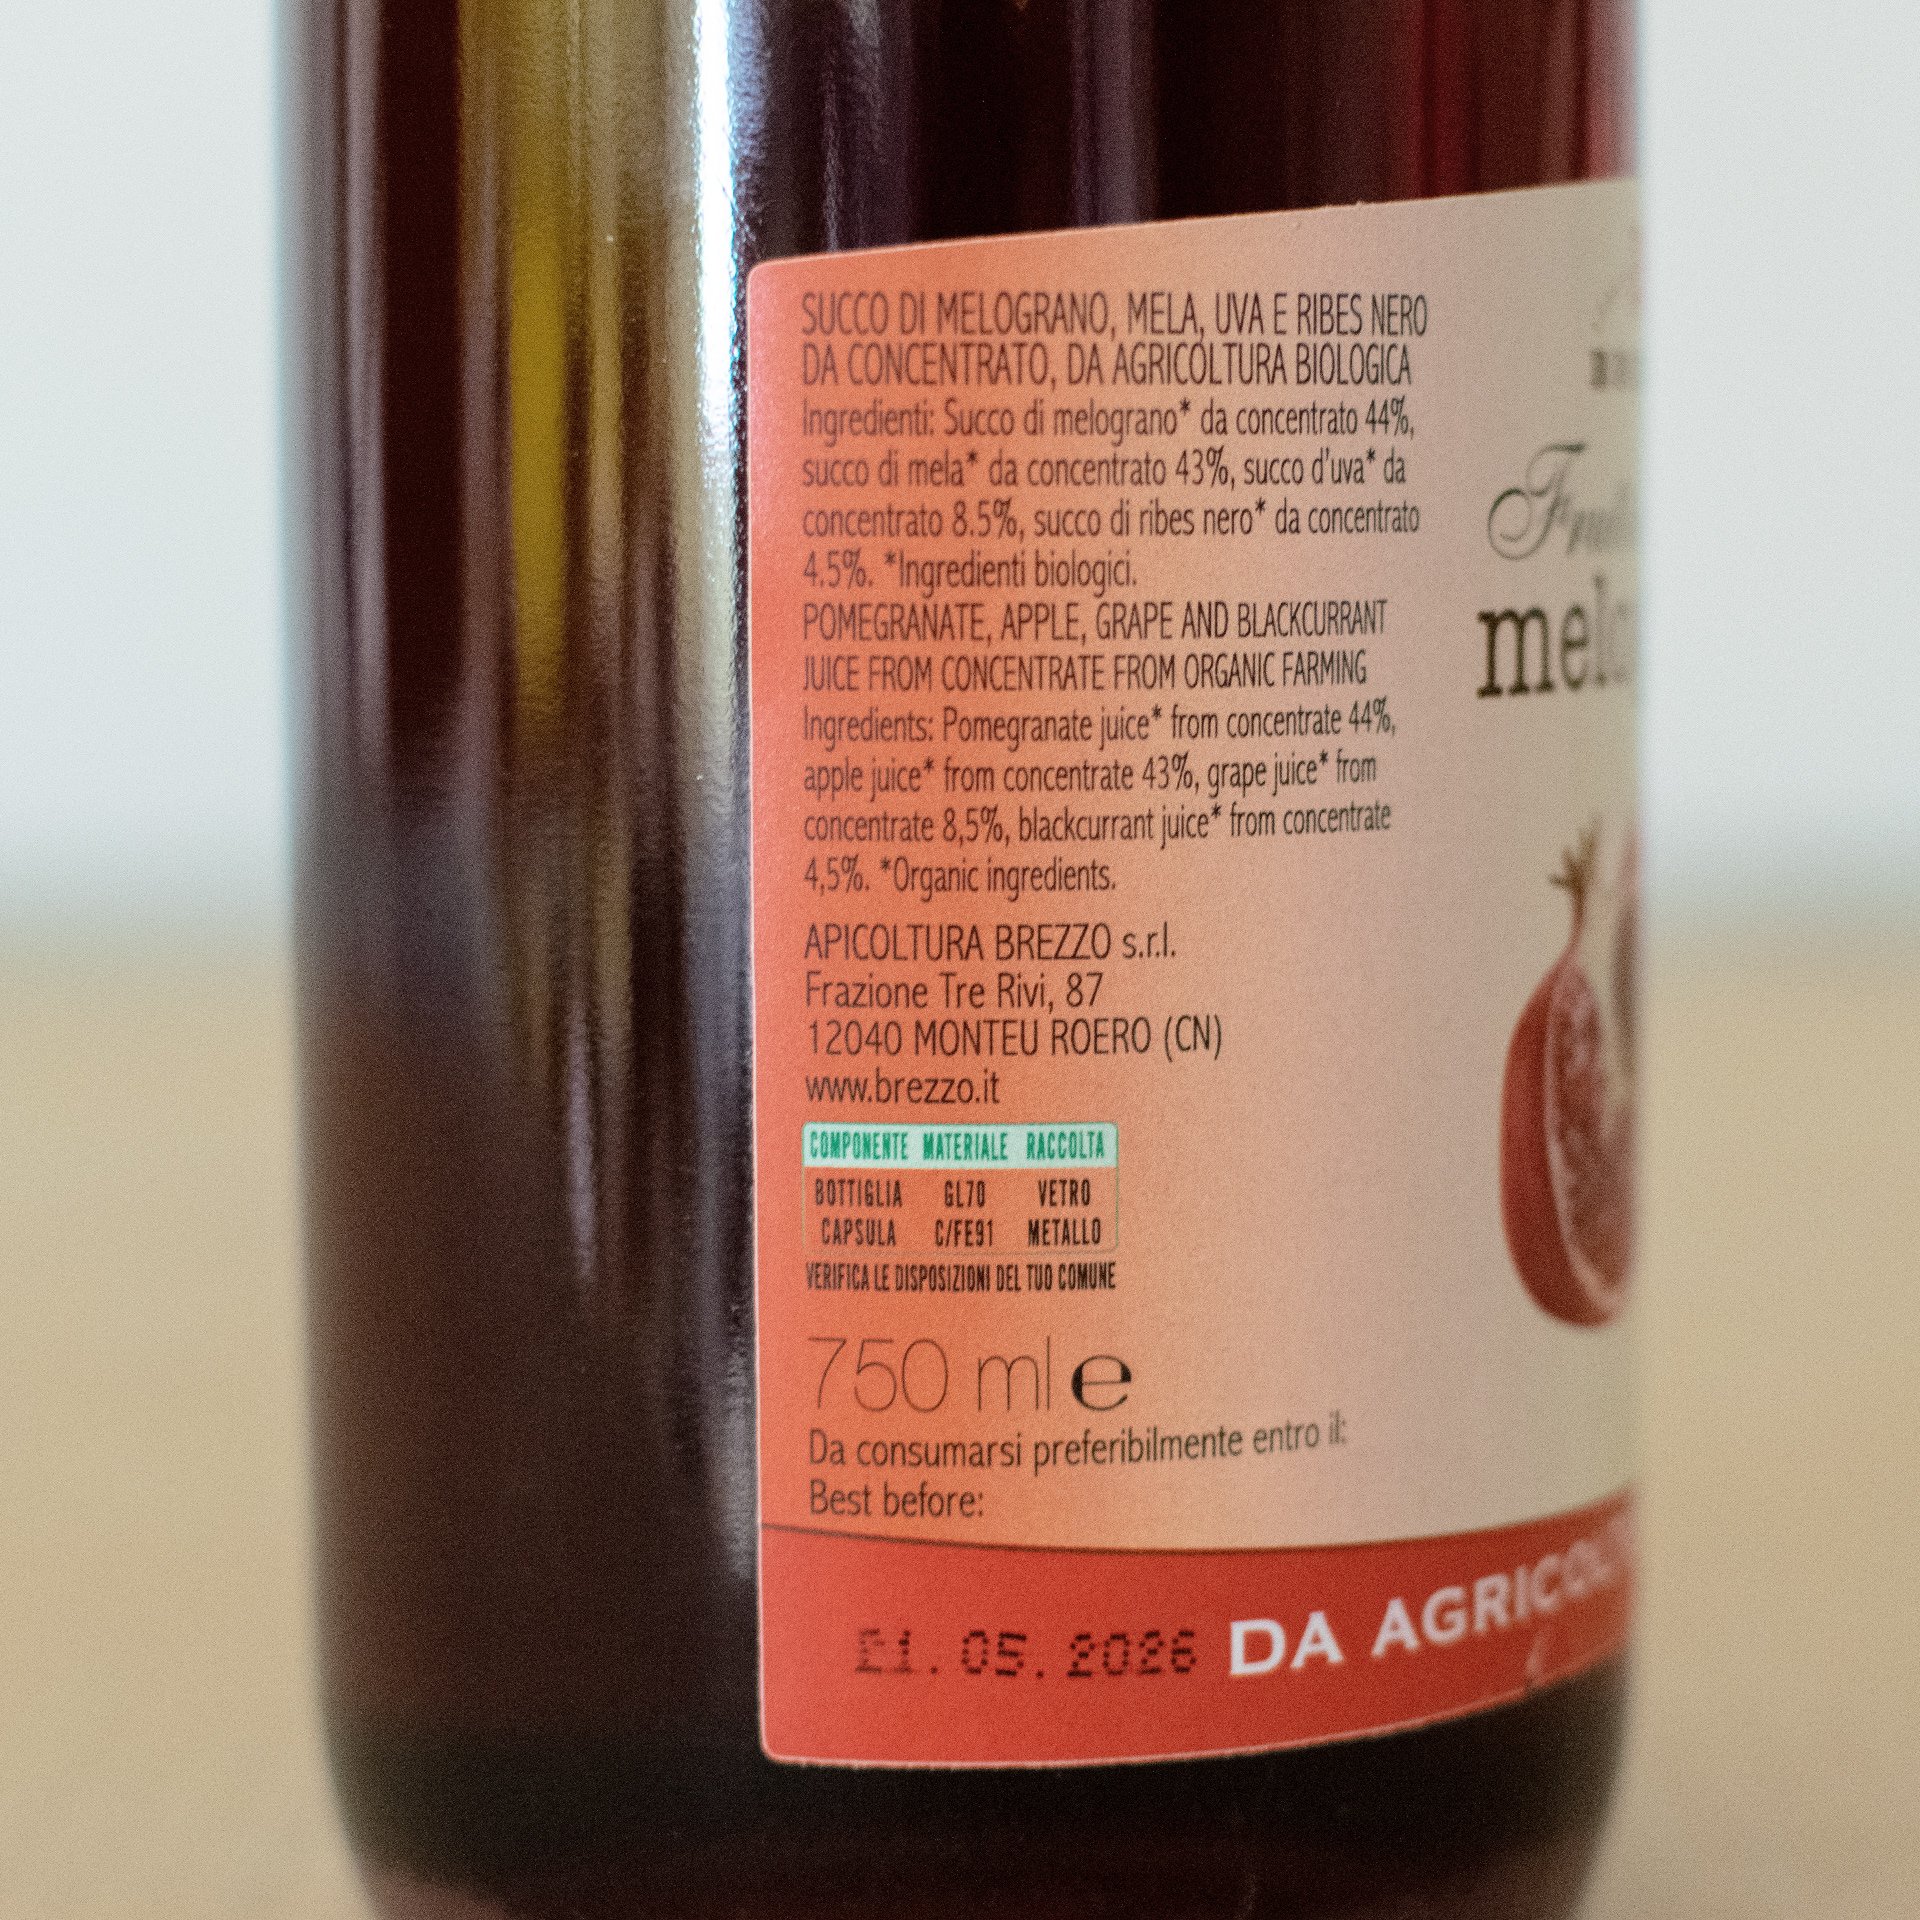 SUCCO DI MELOGRANO, MELA, UVA E RIBES NERO
DA CONCENTRATO, DA AGRICOLTURA BIOLOGICA
Ingredienti: Succo di melograno* da concentrato 44%,
succo di mela* da concentrato 43%, succo d'uva* da
concentrato 8.5%, succo di ribes nero* da concentrato
4.5%. *Ingredienti biologici.
POMEGRANATE, APPLE, GRAPE AND BLACKCURRANT
JUICE FROM CONCENTRATE FROM ORGANIC FARMING
Ingredients: Pomegranate juice* from concentrate 44%,
apple juice* from concentrate 43%, grape juice* from
concentrate 8,5%, blackcurrant juice* from concentrate
4,5%. *Organic ingredients.
APICOLTURA BREZZO s.r.l.
Frazione Tre Rivi, 87
12040 MONTEU ROERO (CN)
www.brezzo.it
COMPONENTE MATERIALE RACCOLTA
BOTTIGLIA GL70 VETRO
CAPSULA C/FE91 METALLO
VERIFICA LE DISPOSIZIONI DEL TUO COMUNE
750 ml e
Da consumarsi preferibilmente entro il:
Best before:
21.05.2026
DA AGRICOL